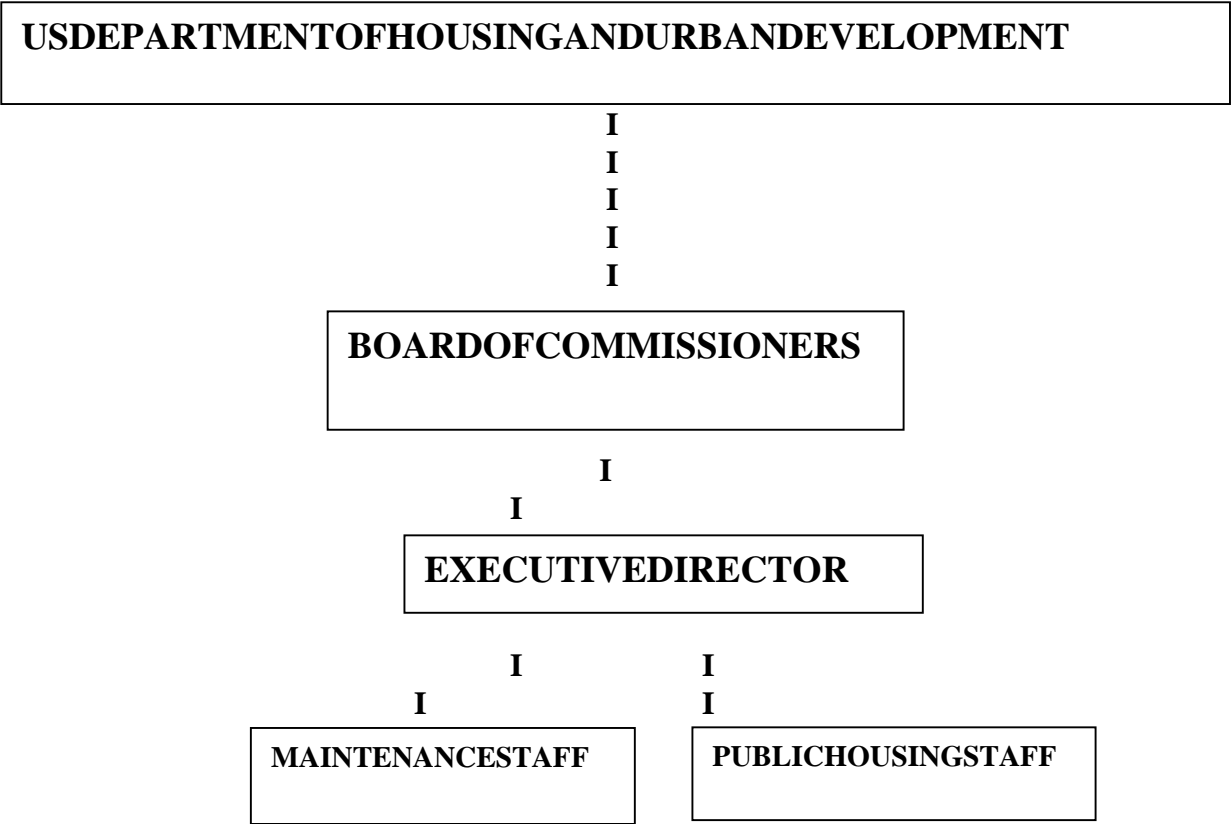 USDEPARTMENTOFHOUSINGANDURBANDEVELOPMENT
I
I
I
I
I
BOARDOFCOMMISSIONERS
I
I
EXECUTIVEDIRECTOR
I I
I I
MAINTENANCESTAFF PUBLICHOUSINGSTAFF